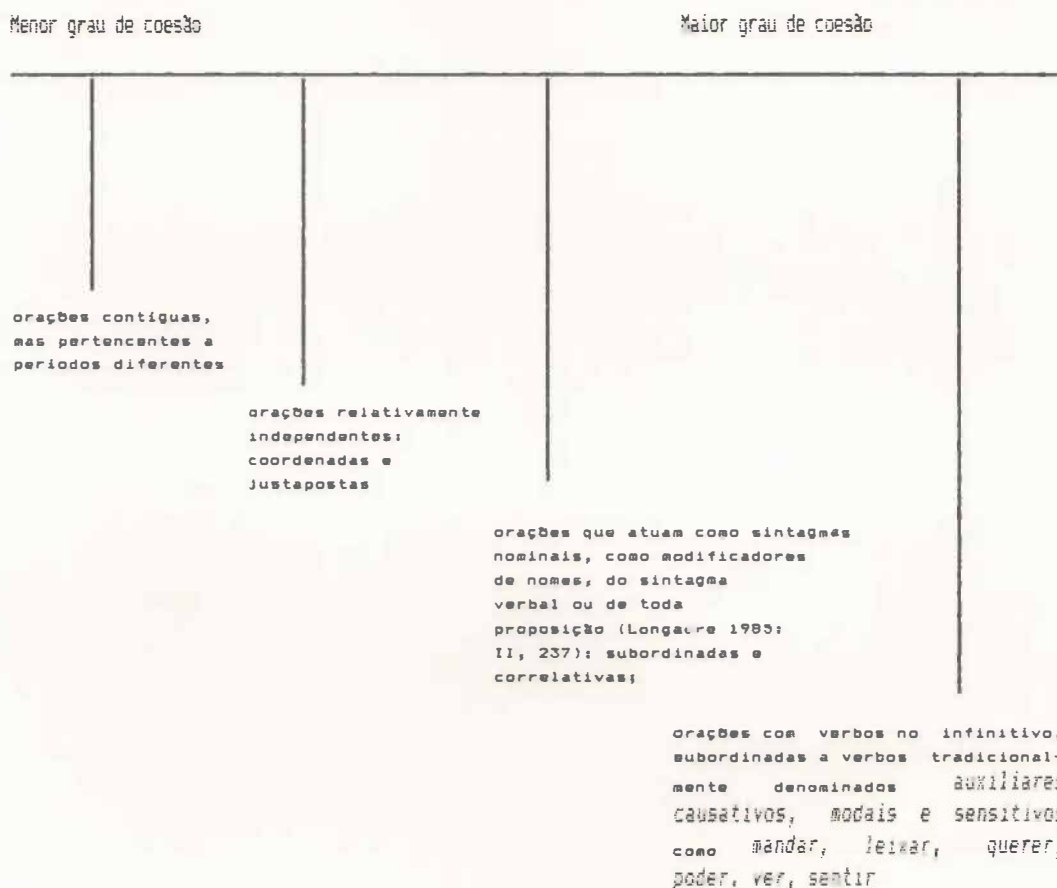 Menor grau de coesão
Maior grau de coesão
orações contíguas,
mas pertencentes a
períodos diferentes
orações relativamente
independentes:
coordenadas e
justapostas
orações que atuam como sintagmas
nominais, como modificadores
de nomes, do sintagma
verbal ou de toda
proposição (Longacre 1985:
II, 237): subordinadas e
correlativas;
orações com verbos no infinitivo,
subordinadas a verbos tradicional-
mente denominados auxiliares
causativos, modais e sensitivos
como mandar, leixar, querer,
poder, ver, sentir